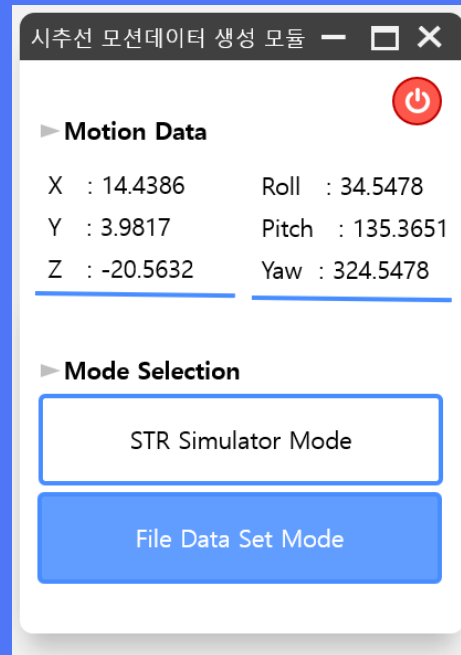 시추선 모션데이터 생성 모듈
Motion Data
X : 14.4386
Roll : 34.5478
Y : 3.9817
Pitch : 135.3651
Z : -20.5632
Yaw : 324.5478
Mode Selection
STR Simulator Mode
File Data Set Mode